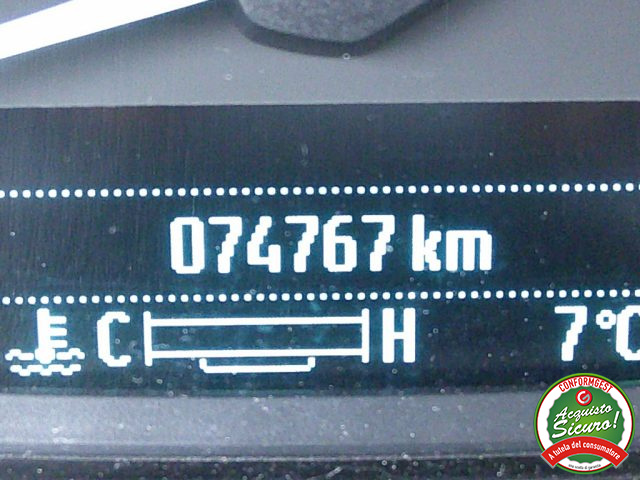 074767 km
C H 7°C
CONFORMGEST
Acquisto
Sicuro!
A tutela del consumatore